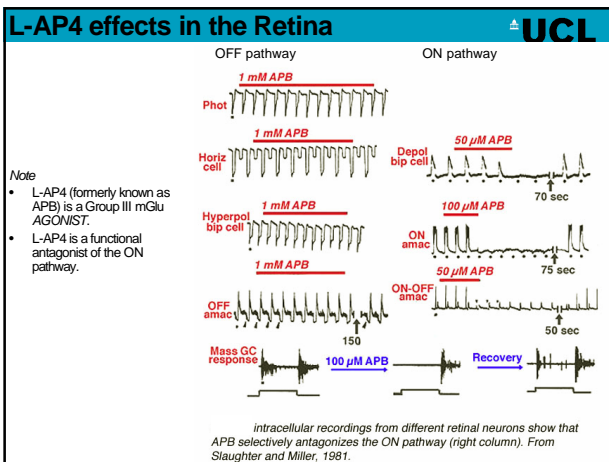 L-AP4 effects in the Retina
UCL
OFF pathway
ON pathway
Note
• L-AP4 (formerly known as
APB) is a Group III mGlu
AGONIST.
• L-AP4 is a functional
antagonist of the ON
pathway.
1 mM APB
Phot
1 mM APB
Horiz
cell
1 mM APB
Hyperpol
bip cell
1 mM APB
OFF
amac
150
50 µM APB
Depol
bip cell
70 sec
100 µM APB
ON
amac
75 sec
50 µM APB
ON-OFF
amac
50 sec
Mass GC
response
100 µM APB
Recovery
intracellular recordings from different retinal neurons show that
APB selectively antagonizes the ON pathway (right column). From
Slaughter and Miller, 1981.